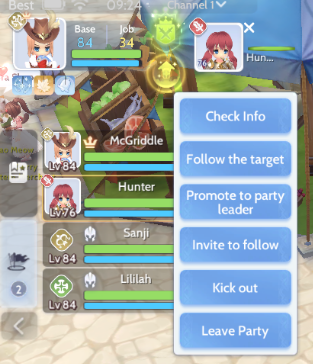 Best
09:24
Channel 1
Base
Job
84
34
76
Hun...
Check Info
McGriddle
Lv 84
Follow the target
Hunter
Lv 76
Promote to party
leader
Sanji
Lv 84
Invite to follow
Lililah
Lv 84
2
Kick out
Leave Party